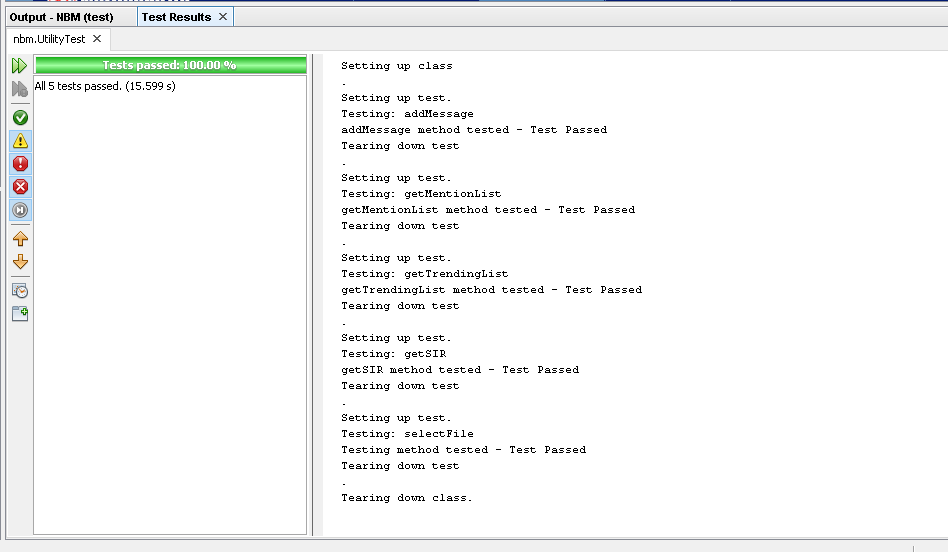 Output - NBM (test)
Test Results
nbm.UtilityTest
Tests passed: 100.00 %
All 5 tests passed. (15.599 s)
Setting up class
.
Setting up test.
Testing: addMessage
addMessage method tested - Test Passed
Tearing down test
.
Setting up test.
Testing: getMentionList
getMentionList method tested - Test Passed
Tearing down test
.
Setting up test.
Testing: getTrendingList
getTrendingList method tested - Test Passed
Tearing down test
.
Setting up test.
Testing: getSIR
getSIR method tested - Test Passed
Tearing down test
.
Setting up test.
Testing: selectFile
Testing method tested - Test Passed
Tearing down test
.
Tearing down class.